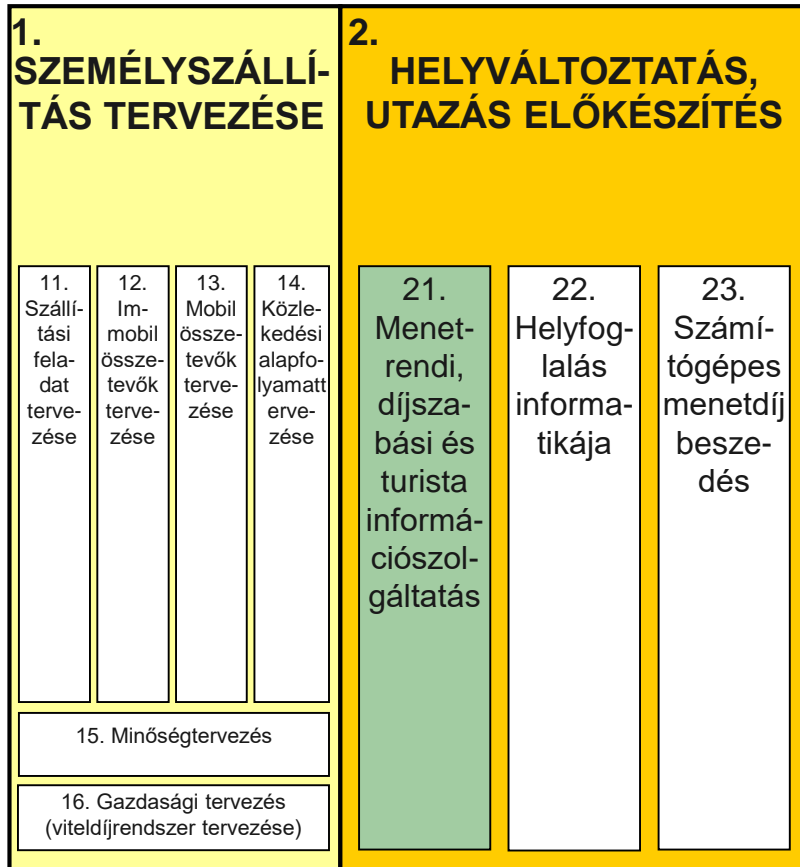 1.
SZEMÉLYSZÁLLÍ-
TÁS TERVEZÉSE
11.
Szállí-
tási
fela-
dat
terve-
zése
12.
Im-
mobil
össze-
tevők
terve-
zése
13.
Mobil
össze-
tevők
terve-
zése
14.
Közle-
kedési
alapfo-
lyamatt
erve-
zése
15. Minőségtervezés
16. Gazdasági tervezés
(viteldíjrendszer tervezése)
2.
HELYVÁLTOZTATÁS,
UTAZÁS ELŐKÉSZÍTÉS
21.
Menet-
rendi,
díjsza-
bási és
turista
informá-
ciószol-
gáltatás
22.
Helyfog-
lalás
informa-
tikája
23.
Számí-
tógépes
menetdíj
besze-
dés